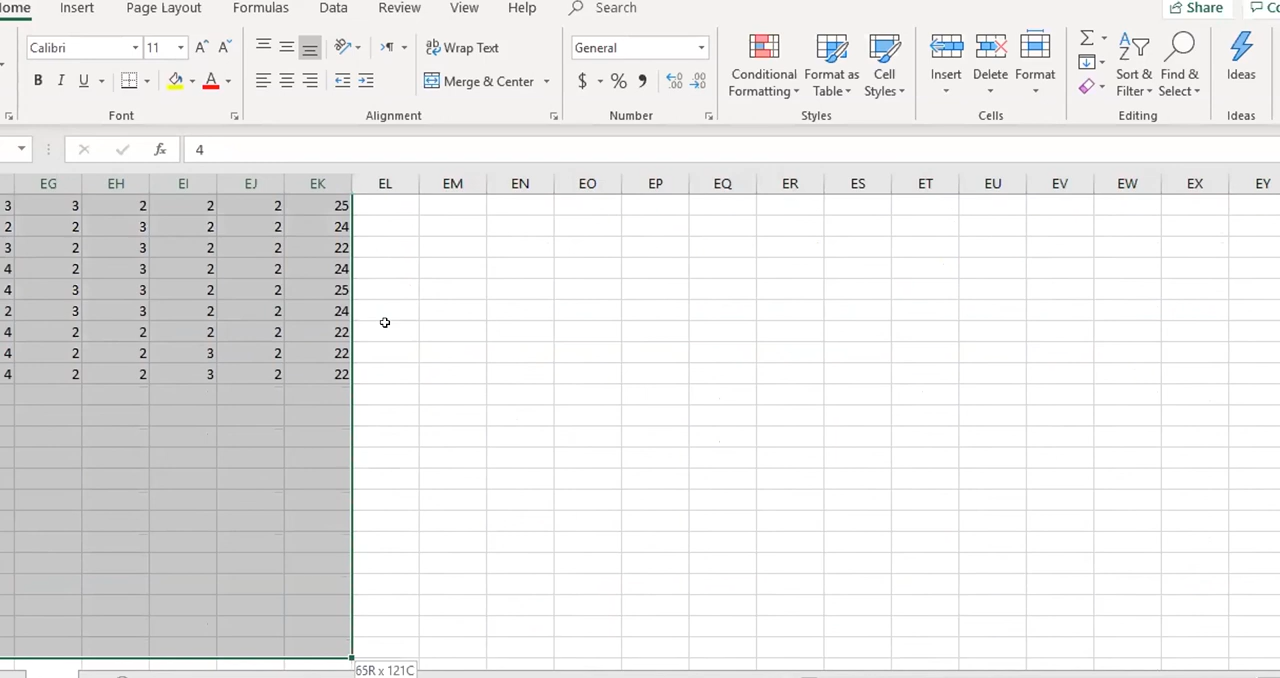 ome Insert Page Layout Formulas Data Review View Help Search Share Co
Calibri 11 Wrap Text General
B I U Merge & Center $ % Conditional Formatting Format as Table Cell Styles Insert Delete Format Sort & Filter Find & Select Ideas
Font Alignment Number Styles Cells Editing Ideas
fx 4
EG EH EI EJ EK EL EM EN EO EP EQ ER ES ET EU EV EW EX EY
3 3 2 2 2 25
2 2 3 2 2 24
3 2 3 2 2 22
4 2 3 2 2 24
4 3 3 2 2 25
2 3 3 2 2 24
4 2 2 2 2 22
4 2 2 3 2 22
4 2 2 3 2 22
65R x 121C